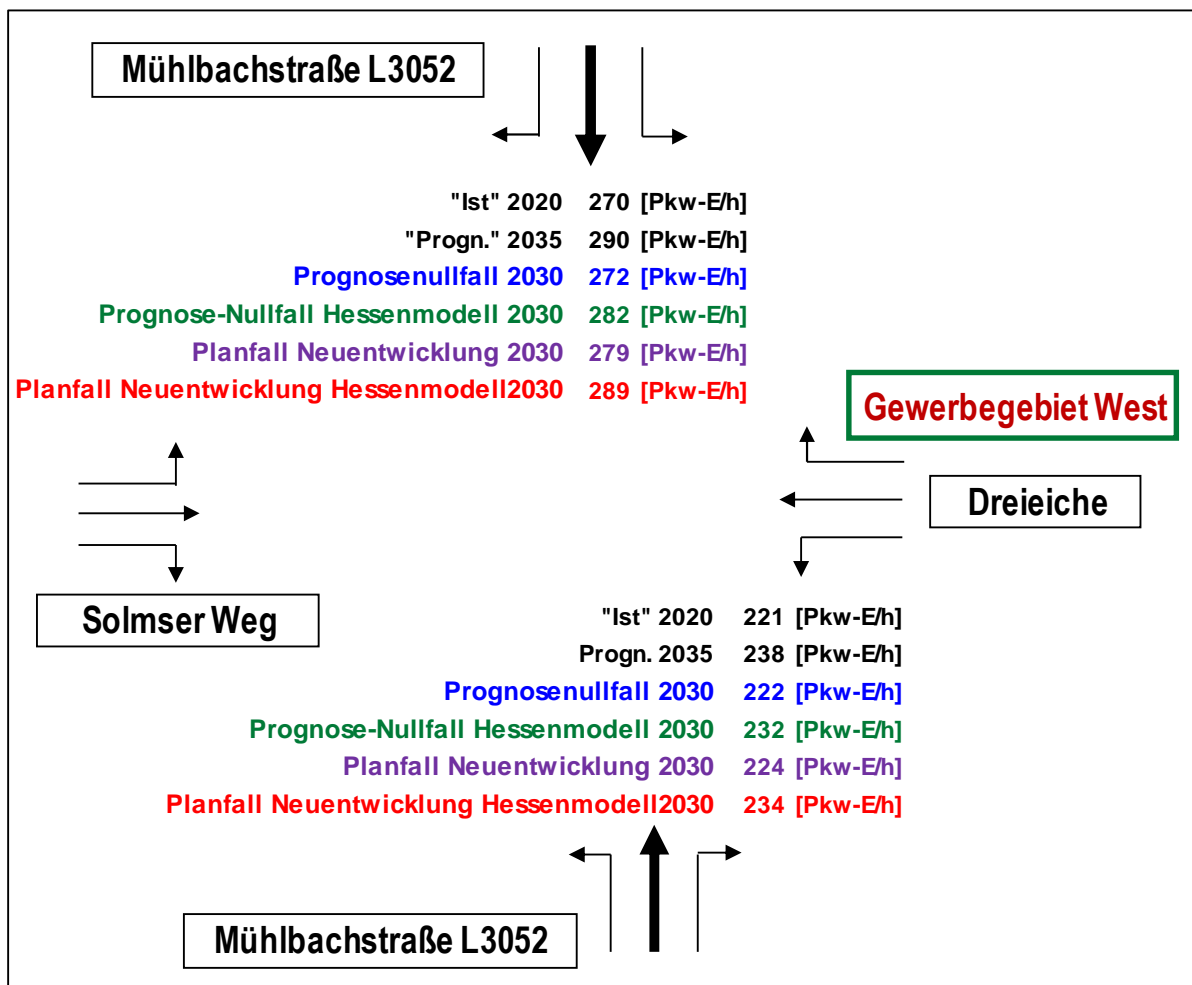 Mühlbachstraße L3052
"Ist" 2020 270 [Pkw-E/h]
"Progn." 2035 290 [Pkw-E/h]
Prognosenullfall 2030 272 [Pkw-E/h]
Prognose-Nullfall Hessenmodell 2030 282 [Pkw-E/h]
Planfall Neuentwicklung 2030 279 [Pkw-E/h]
Planfall Neuentwicklung Hessenmodell2030 289 [Pkw-E/h]
Gewerbegebiet West
Dreieiche
Solmser Weg
"Ist" 2020 221 [Pkw-E/h]
Progn. 2035 238 [Pkw-E/h]
Prognosenullfall 2030 222 [Pkw-E/h]
Prognose-Nullfall Hessenmodell 2030 232 [Pkw-E/h]
Planfall Neuentwicklung 2030 224 [Pkw-E/h]
Planfall Neuentwicklung Hessenmodell2030 234 [Pkw-E/h]
Mühlbachstraße L3052